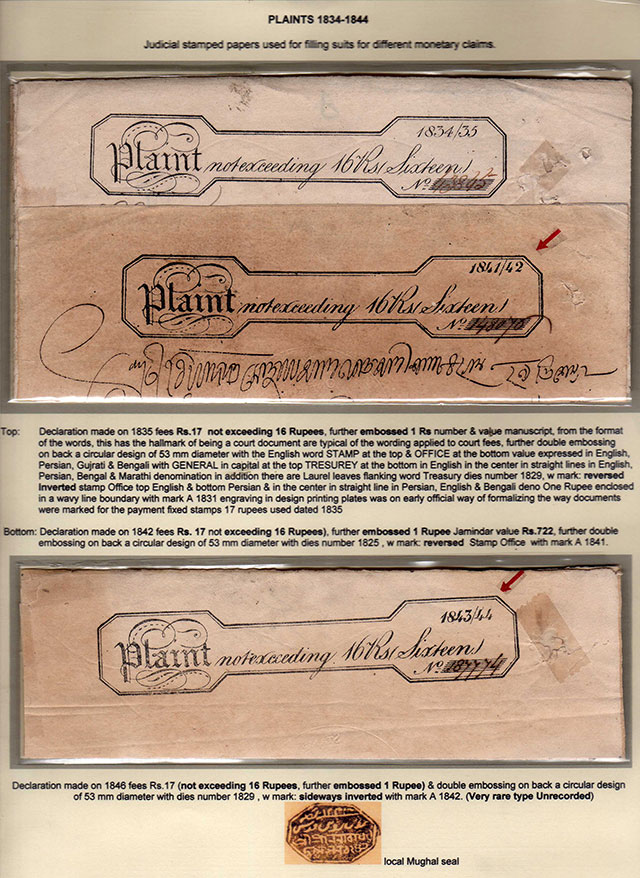 PLAINTS 1834-1844
Judicial stamped papers used for filling suits for different monetary claims.
1834/35
Plaint not exceeding 16 Rs (Sixteen)
No
1841/42
Plaint not exceeding 16 Rs (Sixteen)
No
Top: Declaration made on 1835 fees Rs.17 not exceeding 16 Rupees, further embossed 1 Rs number & value manuscript, from the format
of the words, this has the hallmark of being a court document are typical of the wording applied to court fees, further double embossing
on back a circular design of 53 mm diameter with the English word STAMP at the top & OFFICE at the bottom value expressed in English,
Persian, Gujrati & Bengali with GENERAL in capital at the top TRESUREY at the bottom in English in the center in straight lines in English,
Persian, Bengal & Marathi denomination in addition there are Laurel leaves flanking word Treasury dies number 1829, w mark: reversed
Inverted stamp Office top English & bottom Persian & in the center in straight line in Persian, English & Bengali deno One Rupee enclosed
in a wavy line boundary with mark A 1831 engraving in design printing plates was on early official way of formalizing the way documents
were marked for the payment fixed stamps 17 rupees used dated 1835
Bottom: Declaration made on 1842 fees Rs. 17 not exceeding 16 Rupees), further embossed 1 Rupee Jamindar value Rs.722, further double
embossing on back a circular design of 53 mm diameter with dies number 1825 , w mark: reversed Stamp Office with mark A 1841.
1843/44
Plaint not exceeding 16 Rs (Sixteen)
No 187774
Declaration made on 1846 fees Rs.17 (not exceeding 16 Rupees, further embossed 1 Rupee) & double embossing on back a circular design
of 53 mm diameter with dies number 1829 , w mark: sideways inverted with mark A 1842. (Very rare type Unrecorded)
local Mughal seal